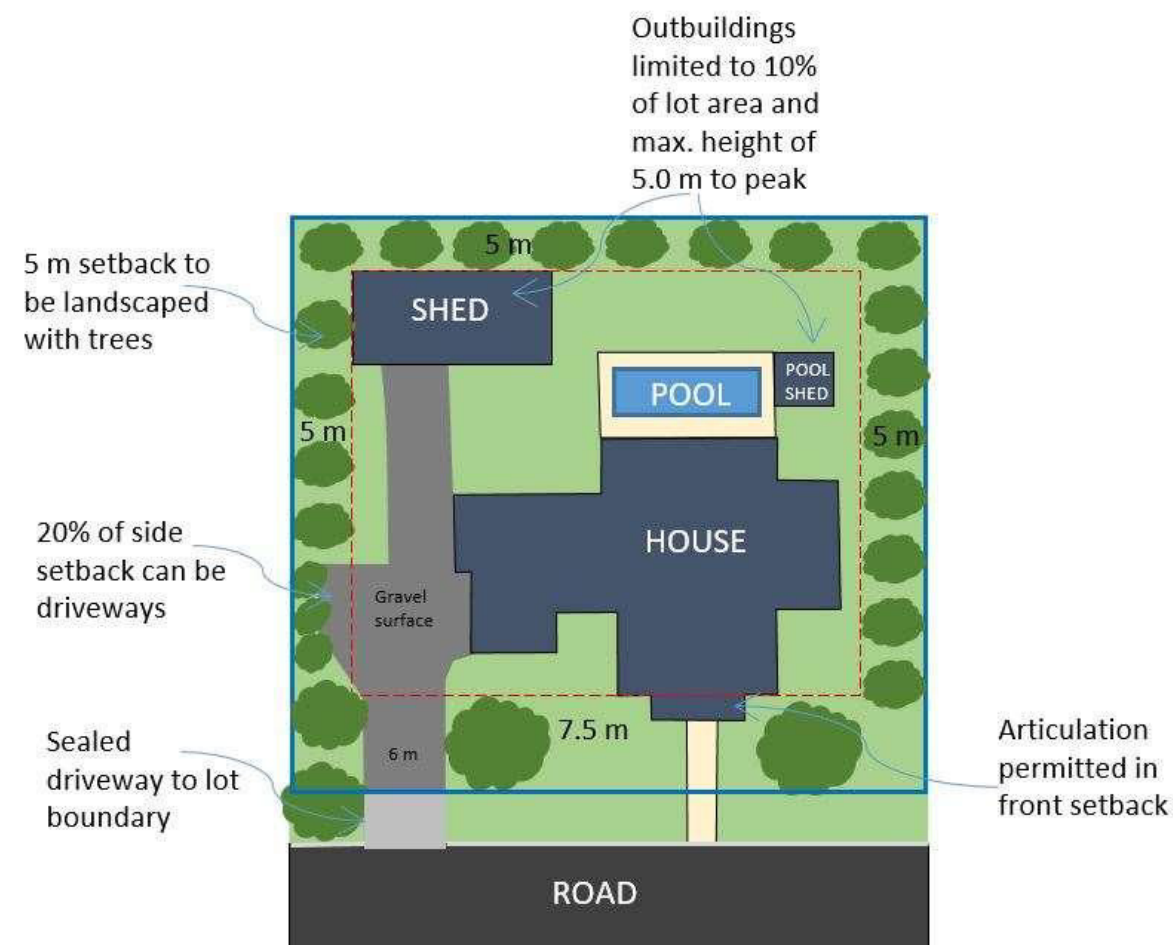 Outbuildings
limited to 10%
of lot area and
max. height of
5.0 m to peak
5 m setback to
be landscaped
with trees
5 m
SHED
POOL
POOL
SHED
5 m
5 m
20% of side
setback can be
driveways
HOUSE
Gravel
surface
7.5 m
6 m
Sealed
driveway to lot
boundary
Articulation
permitted in
front setback
ROAD